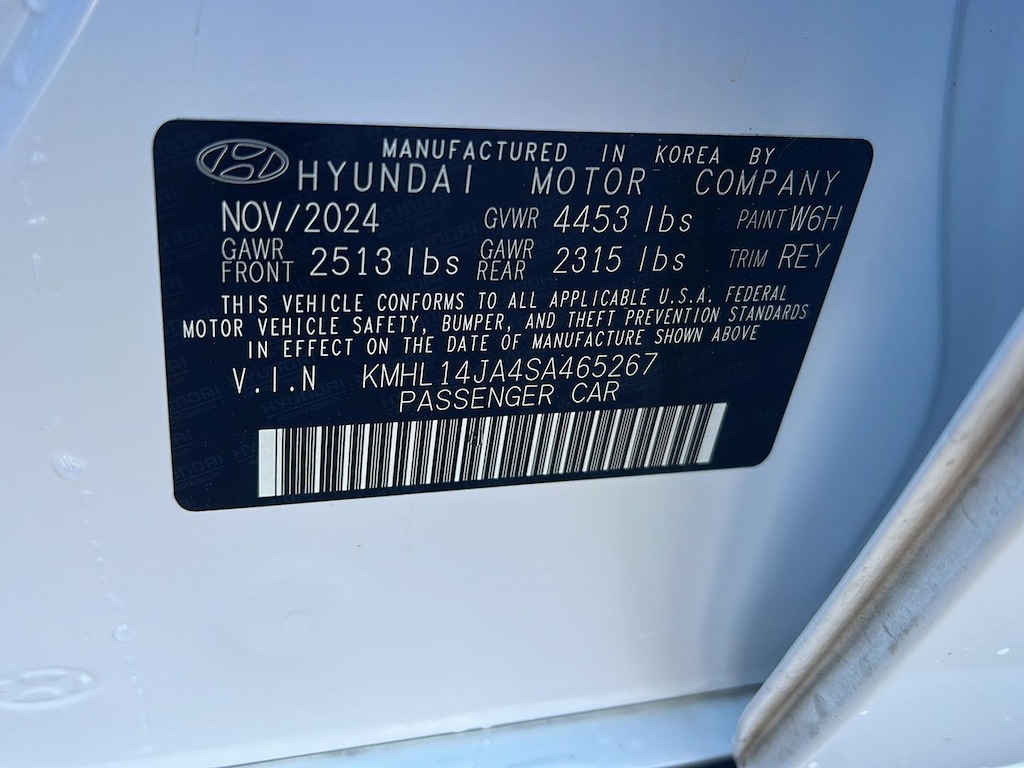 MANUFACTURED IN KOREA BY
HYUNDAI MOTOR COMPANY
NOV/2024 GVWR 4453 lbs PAINT W6H
GAWR FRONT 2513 lbs GAWR REAR 2315 lbs TRIM REY
THIS VEHICLE CONFORMS TO ALL APPLICABLE U.S.A. FEDERAL
MOTOR VEHICLE SAFETY, BUMPER, AND THEFT PREVENTION STANDARDS
IN EFFECT ON THE DATE OF MANUFACTURE SHOWN ABOVE
V.I.N KMHL14JA4SA465267
PASSENGER CAR